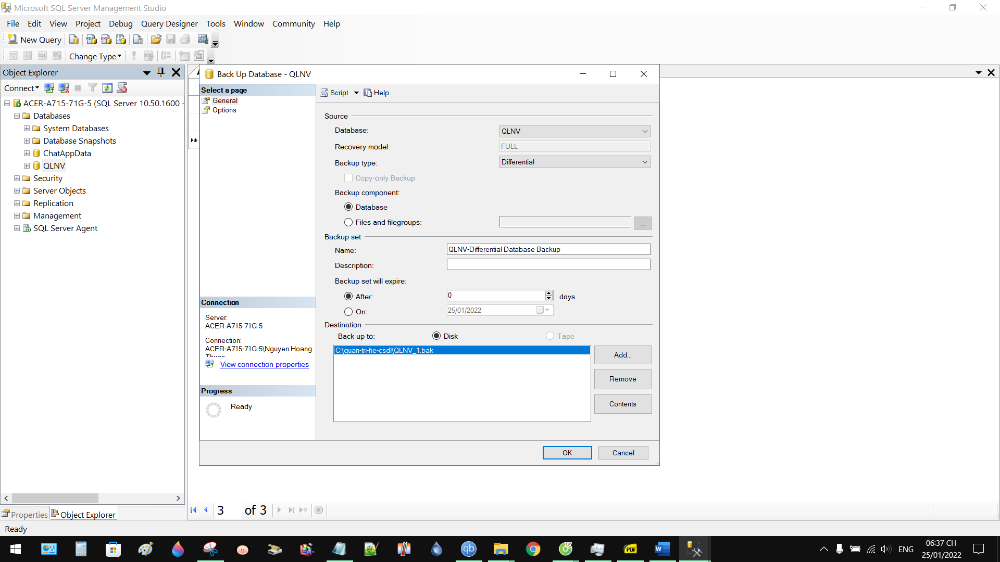 Microsoft SQL Server Management Studio
File Edit View Project Debug Query Designer Tools Window Community Help
New Query
Change Type
Object Explorer
Connect
ACER-A715-71G-5 (SQL Server 10.50.1600 -
Databases
System Databases
Database Snapshots
ChatAppData
QLNV
Security
Server Objects
Replication
Management
SQL Server Agent
Properties
Object Explorer
Back Up Database - QLNV
Select a page
General
Options
Connection
Server:
ACER-A715-71G-5
Connection:
ACER-A715-71G-5\Nguyen Hoang
View connection properties
Progress
Ready
Script
Help
Source
Database: QLNV
Recovery model: FULL
Backup type: Differential
Copy-only Backup
Backup component:
Database
Files and filegroups:
...
Backup set
Name: QLNV-Differential Database Backup
Description:
Backup set will expire:
After: 0 days
On: 25/01/2022
Destination
Back up to: Disk Tape
C:\quan-tri-he-csdl\QLNV_1.bak
Add...
Remove
Contents
OK
Cancel
3 of 3
Ready
qb
PDF
W
ENG
06:37 CH
25/01/2022